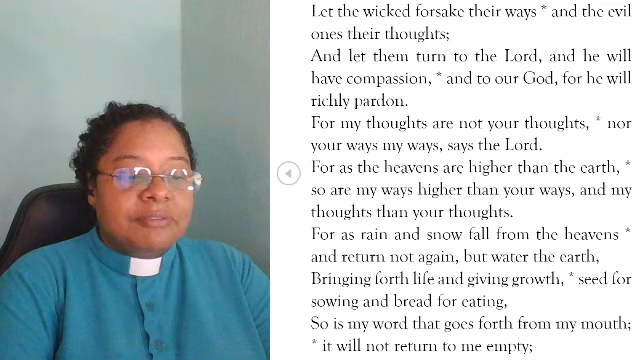 Let the wicked forsake their ways * and the evil
ones their thoughts;
And let them turn to the Lord, and he will
have compassion, * and to our God, for he will
richly pardon.
For my thoughts are not your thoughts, * nor
your ways my ways, says the Lord.
For as the heavens are higher than the earth, *
so are my ways higher than your ways, and my
thoughts than your thoughts.
For as rain and snow fall from the heavens *
and return not again, but water the earth,
Bringing forth life and giving growth, * seed for
sowing and bread for eating,
So is my word that goes forth from my mouth;
* it will not return to me empty;